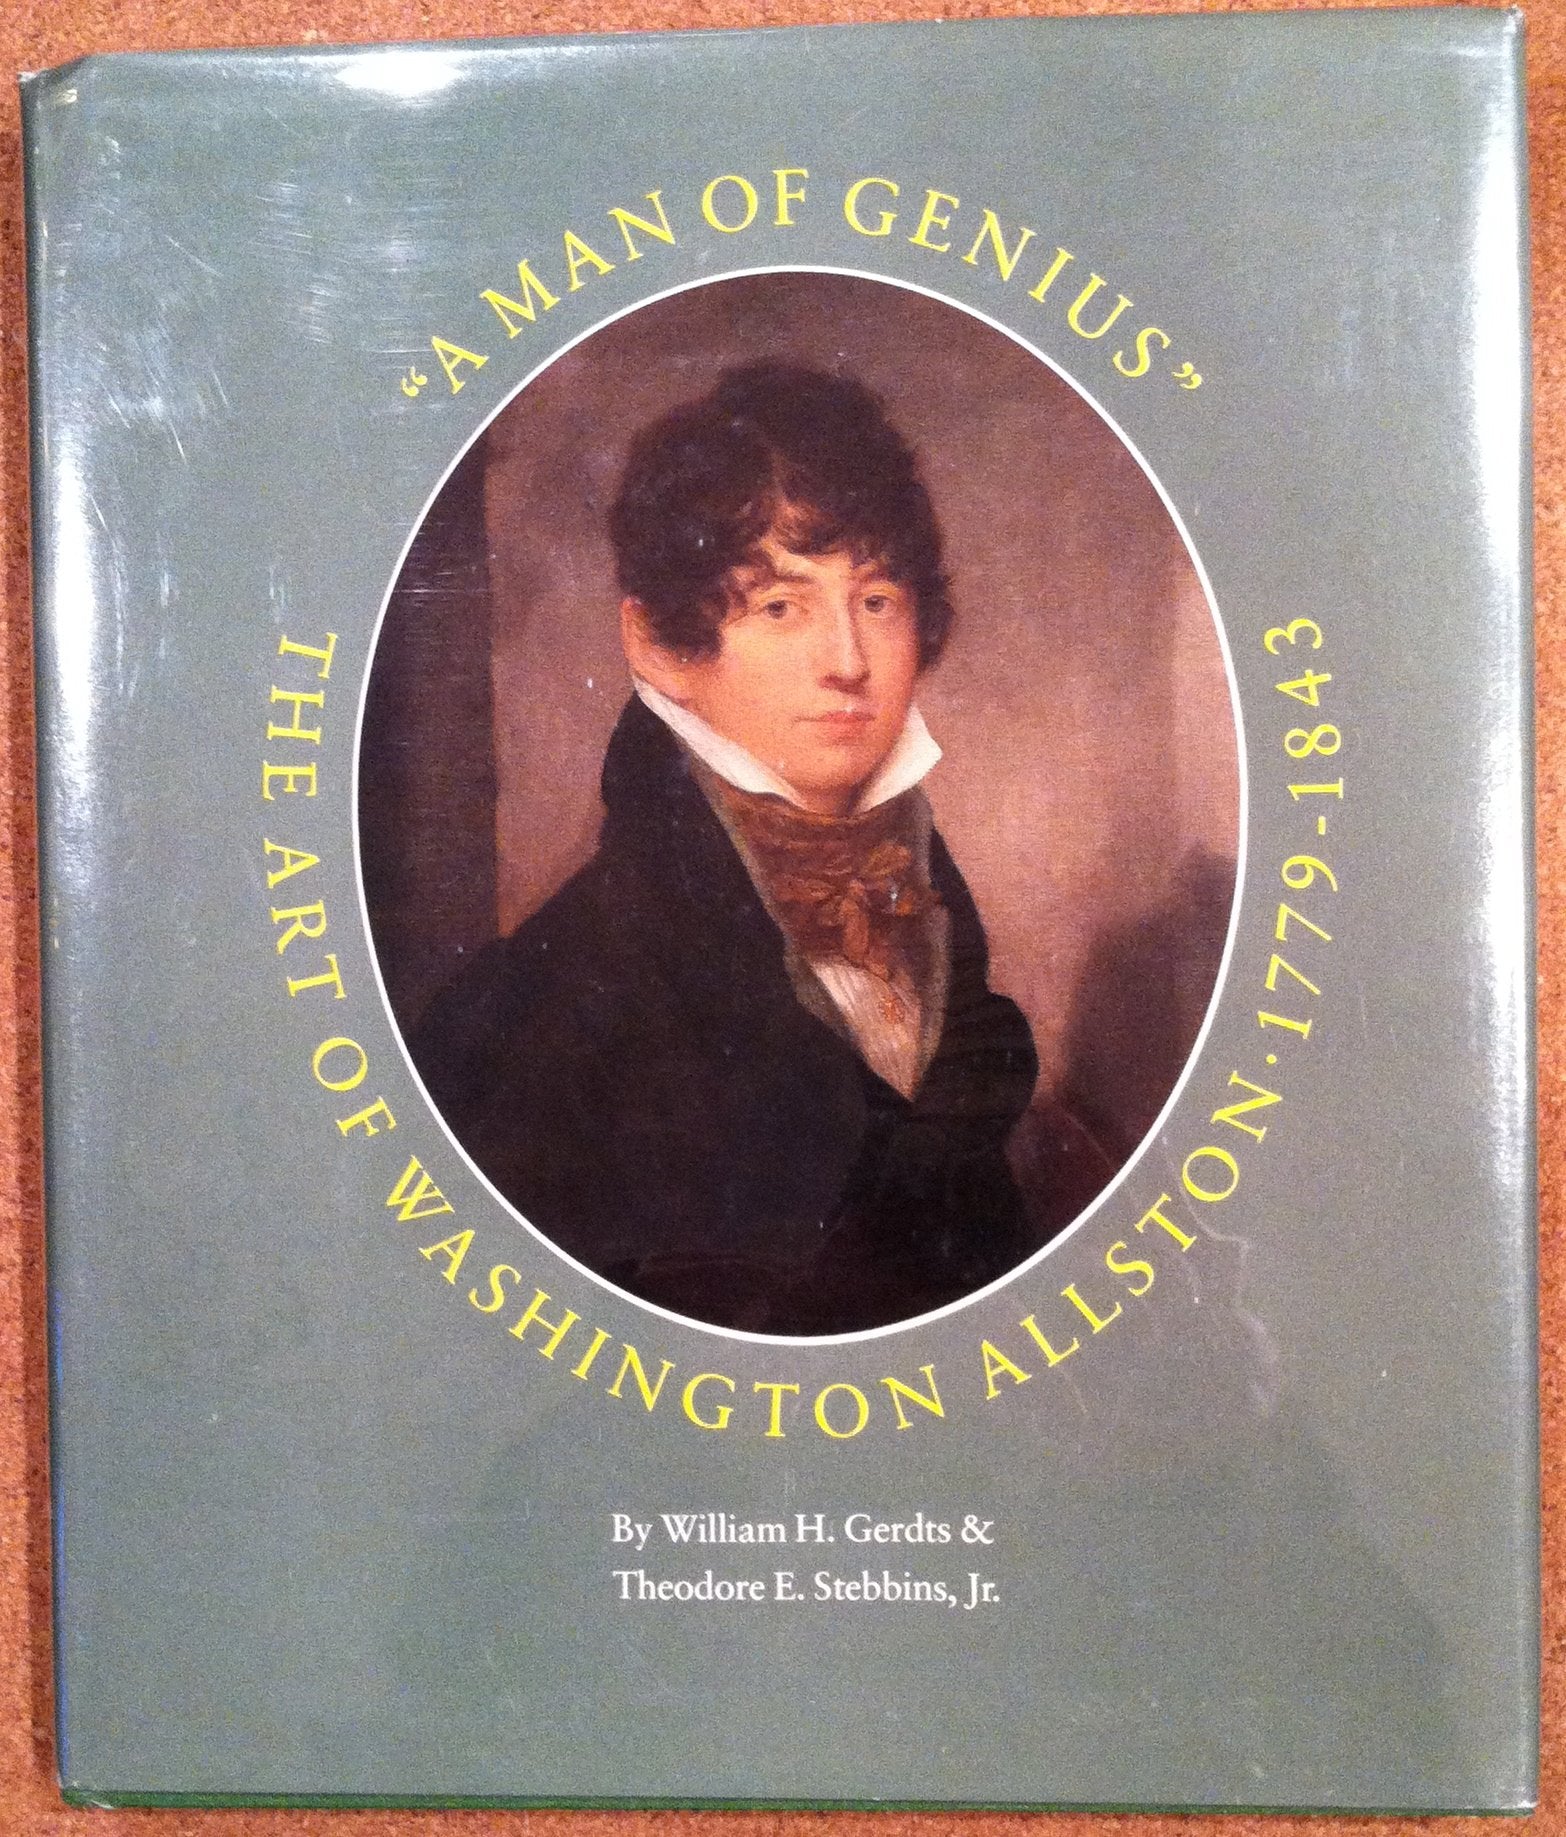 “A MAN OF GENIUS”
THE ART OF WASHINGTON ALLSTON · 1779-1843
By William H. Gerdts &
Theodore E. Stebbins, Jr.